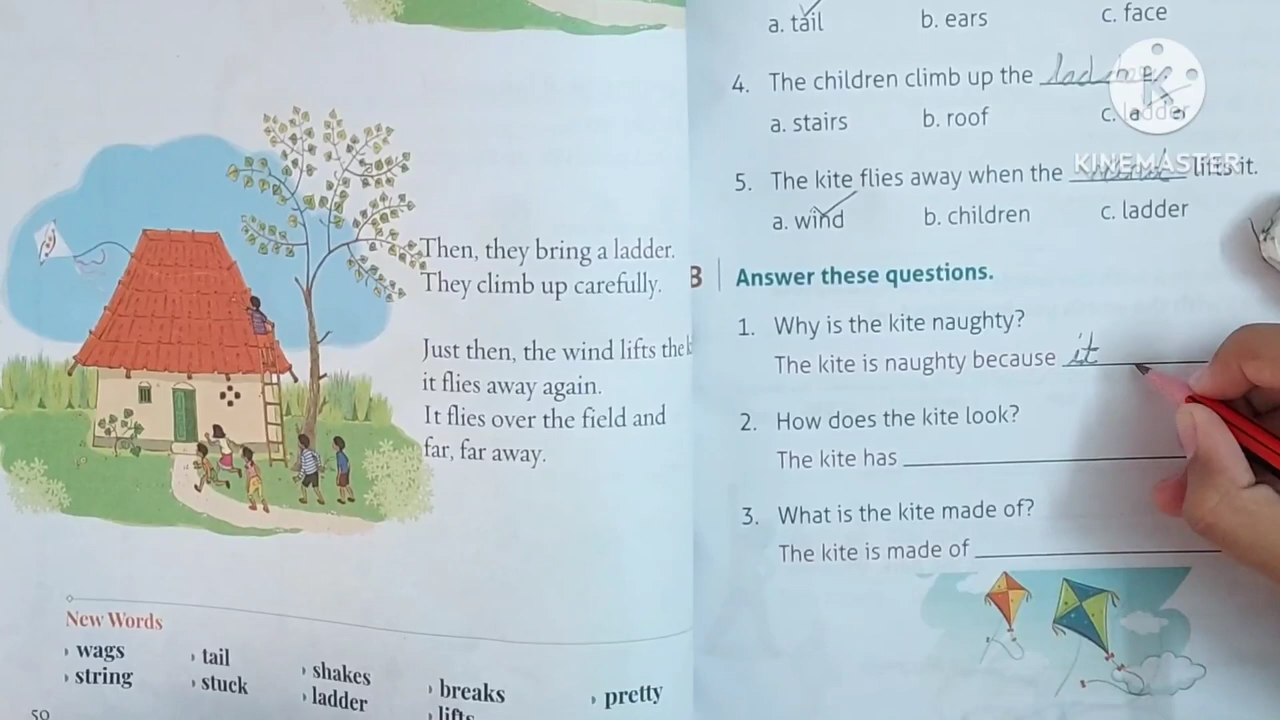 Then, they bring a ladder.
They climb up carefully.
Just then, the wind lifts the
it flies away again.
It flies over the field and
far, far away.
New Words
wags
string
tail
stuck
shakes
ladder
breaks
lifts
pretty
50
a. tail
b. ears
c. face
4. The children climb up the ladder.
a. stairs
b. roof
c. ladder
KINEMASTER
5. The kite flies away when the wind lifts it.
a. wind
b. children
c. ladder
B Answer these questions.
1. Why is the kite naughty?
The kite is naughty because it
2. How does the kite look?
The kite has
3. What is the kite made of?
The kite is made of